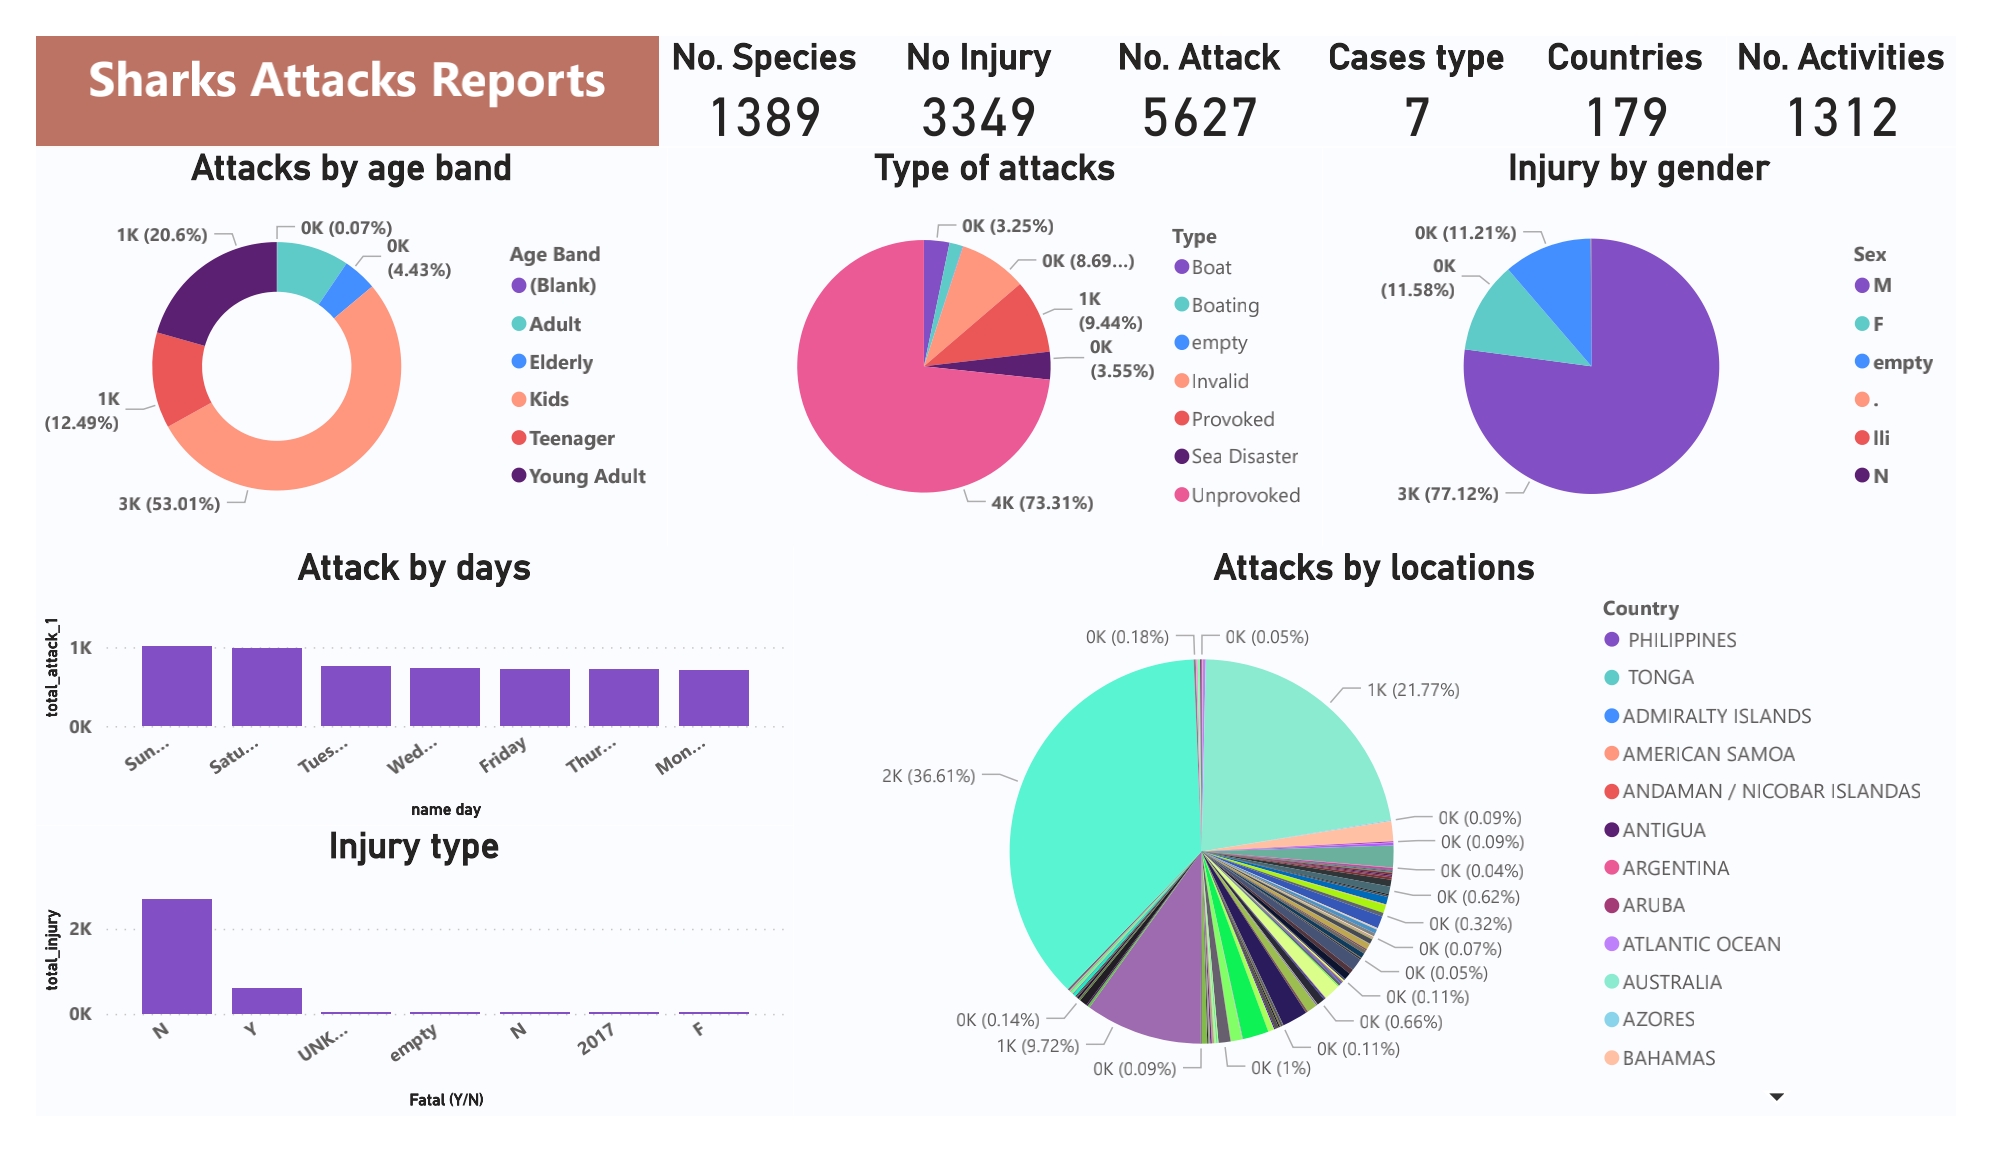 Sharks Attacks Reports
No. Species
1389
No Injury
3349
No. Attack
5627
Cases type
7
Countries
179
No. Activities
1312
Attacks by age band
0K (0.07%)
0K
(4.43%)
3K (53.01%)
1K
(12.49%)
1K (20.6%)
Age Band
(Blank)
Adult
Elderly
Kids
Teenager
Young Adult
Type of attacks
0K (3.25%)
0K (8.69...)
1K
(9.44%)
0K
(3.55%)
4K (73.31%)
Type
Boat
Boating
empty
Invalid
Provoked
Sea Disaster
Unprovoked
Injury by gender
0K (11.21%)
0K
(11.58%)
3K (77.12%)
Sex
M
F
empty
.
lli
N
Attack by days
total_attack_1
1K
0K
Sun...
Satu...
Tues...
Wed...
Friday
Thur...
Mon...
name day
Injury type
total_injury
2K
0K
N
Y
UNK...
empty
N
2017
F
Fatal (Y/N)
Attacks by locations
0K (0.18%)
0K (0.05%)
1K (21.77%)
0K (0.09%)
0K (0.09%)
0K (0.04%)
0K (0.62%)
0K (0.32%)
0K (0.07%)
0K (0.05%)
0K (0.11%)
0K (0.66%)
0K (0.11%)
0K (1%)
0K (0.09%)
1K (9.72%)
0K (0.14%)
2K (36.61%)
Country
PHILIPPINES
TONGA
ADMIRALTY ISLANDS
AMERICAN SAMOA
ANDAMAN / NICOBAR ISLANDAS
ANTIGUA
ARGENTINA
ARUBA
ATLANTIC OCEAN
AUSTRALIA
AZORES
BAHAMAS